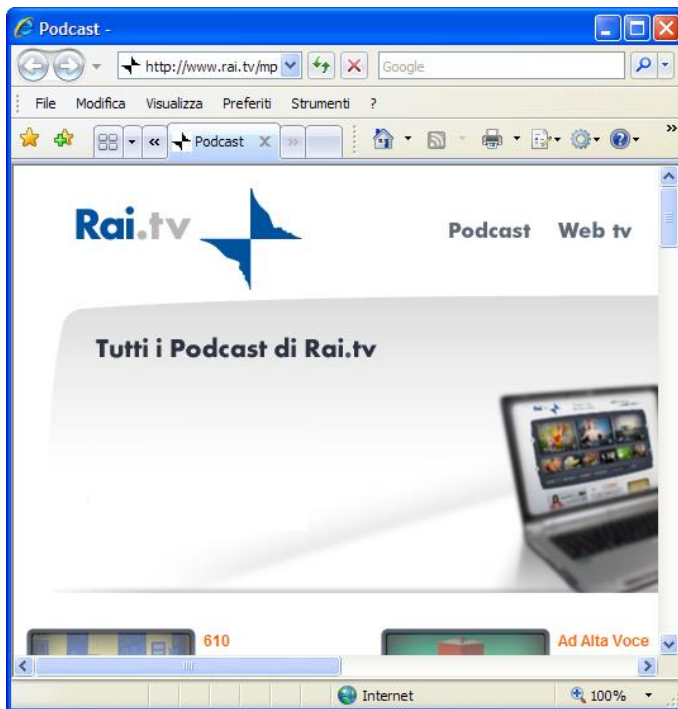 Podcast -
http://www.rai.tv/mp
Google
File Modifica Visualizza Preferiti Strumenti ?
Podcast X
Rai.tv
Podcast Web tv
Tutti i Podcast di Rai.tv
610
Ad Alta Voce
Internet
100%